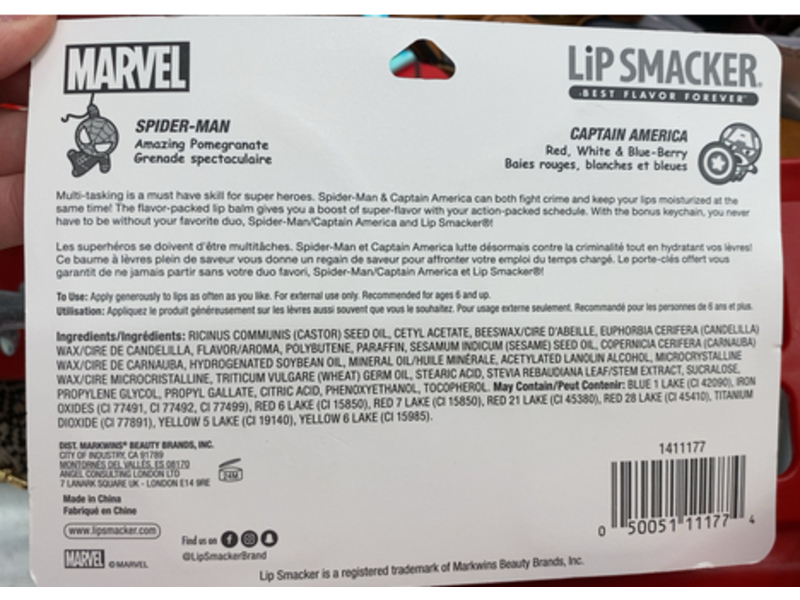 MARVEL
LiP SMACKER®
BEST FLAVOR FOREVER
SPIDER-MAN
Amazing Pomegranate
Grenade spectaculaire
CAPTAIN AMERICA
Red, White & Blue-Berry
Baies rouges, blanches et bleues
Multi-tasking is a must have skill for super heroes. Spider-Man & Captain America can both fight crime and keep your lips moisturized at the
same time! The flavor-packed lip balm gives you a boost of super-flavor with your action-packed schedule. With the bonus keychain, you never
have to be without your favorite duo, Spider-Man/Captain America and Lip Smacker®!
Les superhéros se doivent d'être multitâches. Spider-Man et Captain America lutte désormais contre la criminalité tout en hydratant vos lèvres!
Ce baume à lèvres plein de saveur vous donne un regain de saveur pour affronter votre emploi du temps chargé. Le porte-clés offert vous
garantit de ne jamais partir sans votre duo favori, Spider-Man/Captain America et Lip Smacker®!
To Use: Apply generously to lips as often as you like. For external use only. Recommended for ages 6 and up.
Utilisation: Appliquez le produit généreusement sur les lèvres aussi souvent que vous le souhaitez. Pour usage externe seulement. Recommandé pour les personnes de 6 ans et plus.
Ingredients/Ingrédients: RICINUS COMMUNIS (CASTOR) SEED OIL, CETYL ACETATE, BEESWAX/CIRE D'ABEILLE, EUPHORBIA CERIFERA (CANDELILLA)
WAX/CIRE DE CANDELILLA, FLAVOR/AROMA, POLYBUTENE, PARAFFIN, SESAMUM INDICUM (SESAME) SEED OIL, COPERNICIA CERIFERA (CARNAUBA)
WAX/CIRE DE CARNAUBA, HYDROGENATED SOYBEAN OIL, MINERAL OIL/HUILE MINÉRALE, ACETYLATED LANOLIN ALCOHOL, MICROCRYSTALLINE
WAX/CIRE MICROCRISTALLINE, TRITICUM VULGARE (WHEAT) GERM OIL, STEARIC ACID, STEVIA REBAUDIANA LEAF/STEM EXTRACT, SUCRALOSE,
PROPYLENE GLYCOL, PROPYL GALLATE, CITRIC ACID, PHENOXYETHANOL, TOCOPHEROL. May Contain/Peut Contenir: BLUE 1 LAKE (CI 42090), IRON
OXIDES (CI 77491, CI 77492, CI 77499), RED 6 LAKE (CI 15850), RED 7 LAKE (CI 15850), RED 21 LAKE (CI 45380), RED 28 LAKE (CI 45410), TITANIUM
DIOXIDE (CI 77891), YELLOW 5 LAKE (CI 19140), YELLOW 6 LAKE (CI 15985).
DIST. MARKWINS® BEAUTY BRANDS, INC.
CITY OF INDUSTRY, CA 91789
MONTORNÉS DEL VALLÉS, ES 08170
ANGEL CONSULTING LONDON LTD
7 LANARK SQUARE UK - LONDON E14 9RE
24M
Made in China
Fabriqué en Chine
www.lipsmacker.com
Find us on
@LipSmackerBrand
MARVEL © MARVEL
1411177
0 50051 11177 4
Lip Smacker is a registered trademark of Markwins Beauty Brands, Inc.